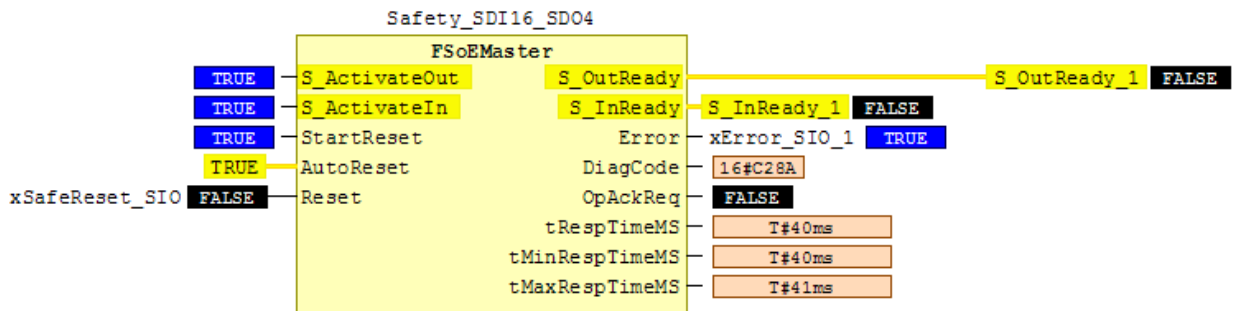 Safety_SDI16_SDO4
FSoEMaster
TRUE S_ActivateOut S_OutReady S_OutReady_1 FALSE
TRUE S_ActivateIn S_InReady S_InReady_1 FALSE
TRUE StartReset Error xError_SIO_1 TRUE
TRUE AutoReset DiagCode 16#C28A
xSafeReset_SIO FALSE Reset OpAckReq FALSE
tRespTimeMS T#40ms
tMinRespTimeMS T#40ms
tMaxRespTimeMS T#41ms